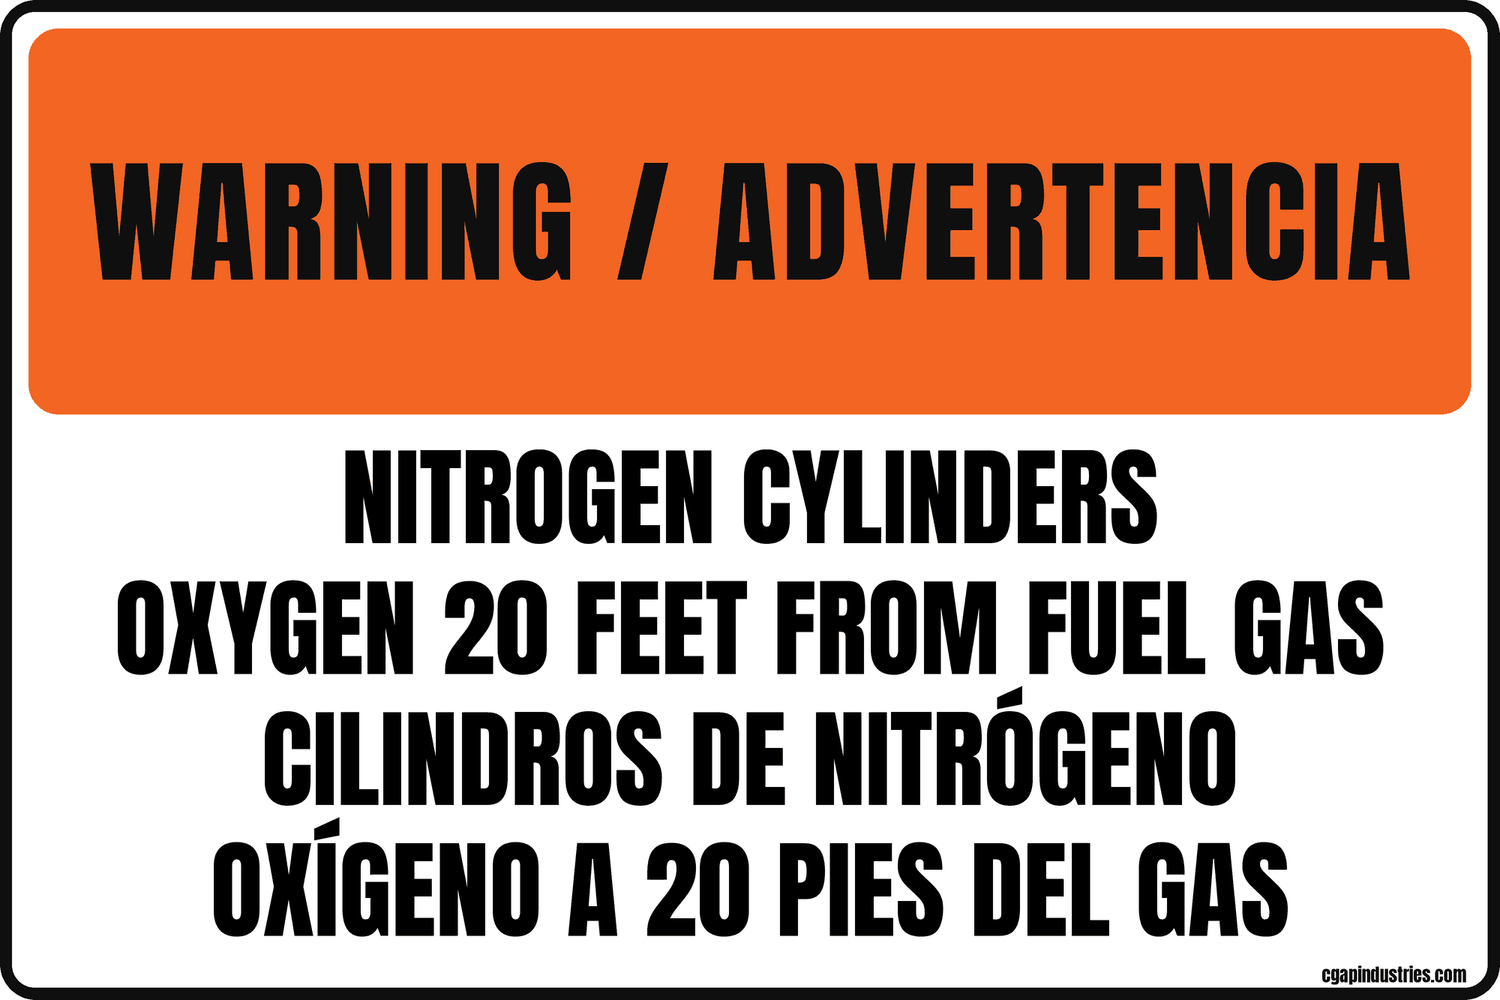 WARNING / ADVERTENCIA
NITROGEN CYLINDERS
OXYGEN 20 FEET FROM FUEL GAS
CILINDROS DE NITRÓGENO
OXÍGENO A 20 PIES DEL GAS
cgapindustries.com